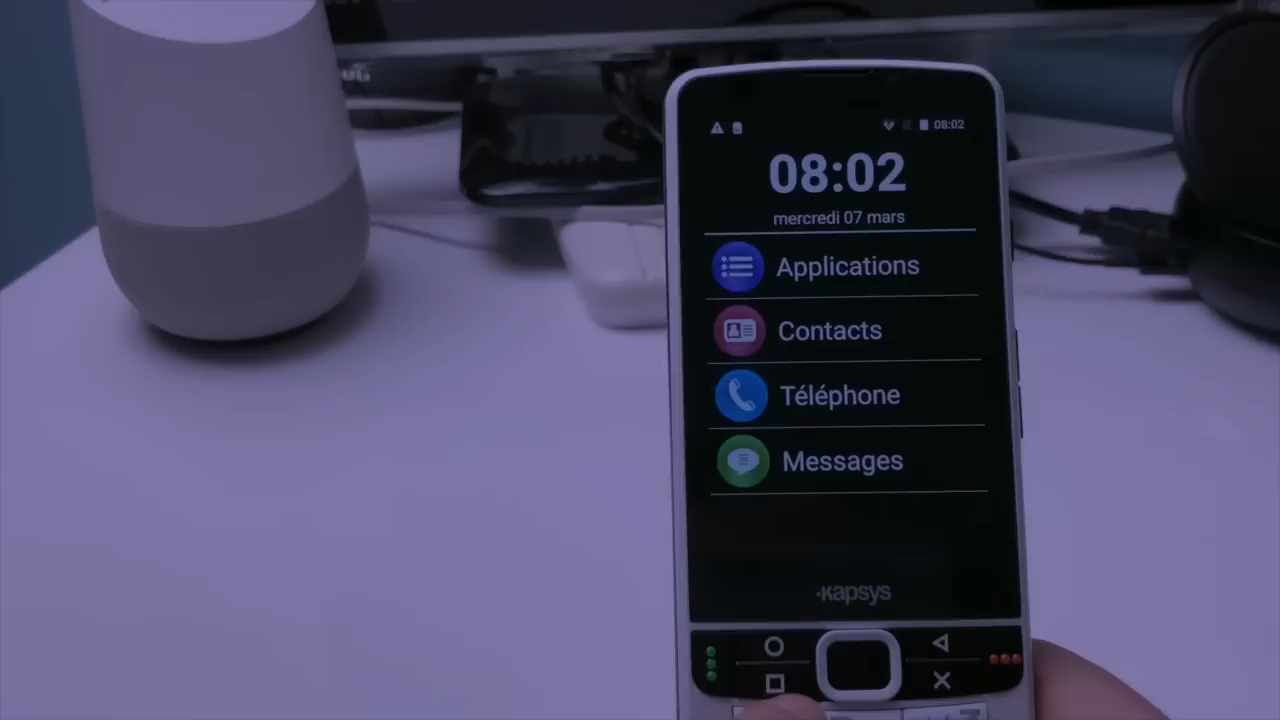 08:02
08:02
mercredi 07 mars
Applications
Contacts
Téléphone
Messages
kapsys